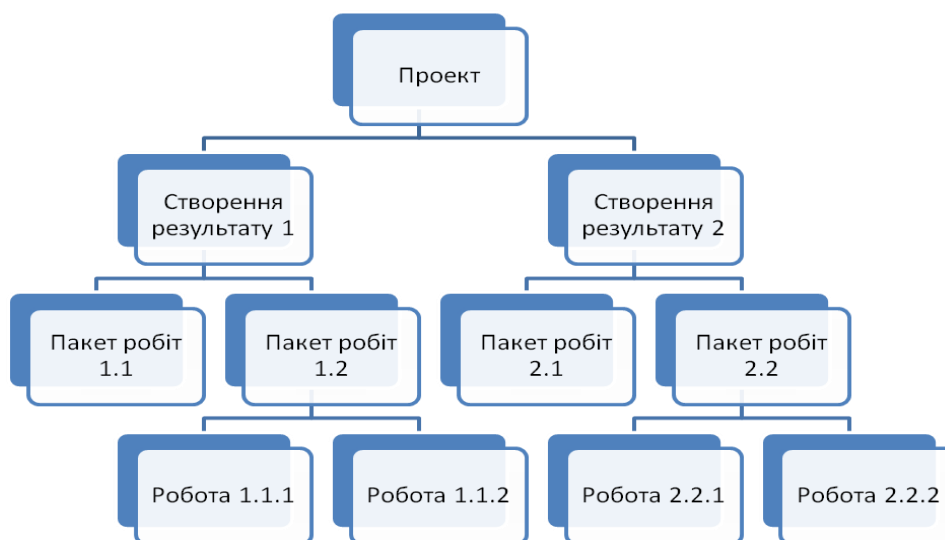 Проект
Створення
результату 1
Створення
результату 2
Пакет робіт
1.1
Пакет робіт
1.2
Пакет робіт
2.1
Пакет робіт
2.2
Робота 1.1.1
Робота 1.1.2
Робота 2.2.1
Робота 2.2.2